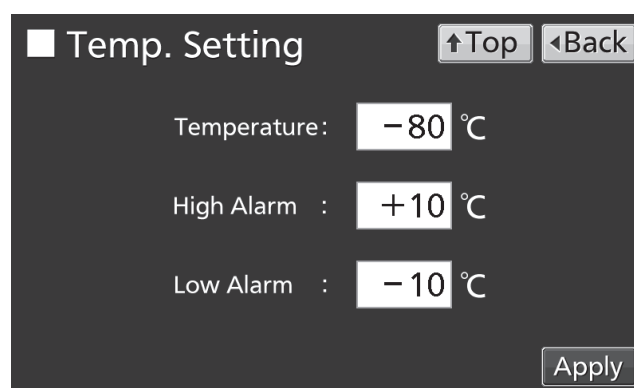 Temp. Setting ↑Top ◂Back
Temperature: −80 ℃
High Alarm : +10 ℃
Low Alarm : −10 ℃
Apply